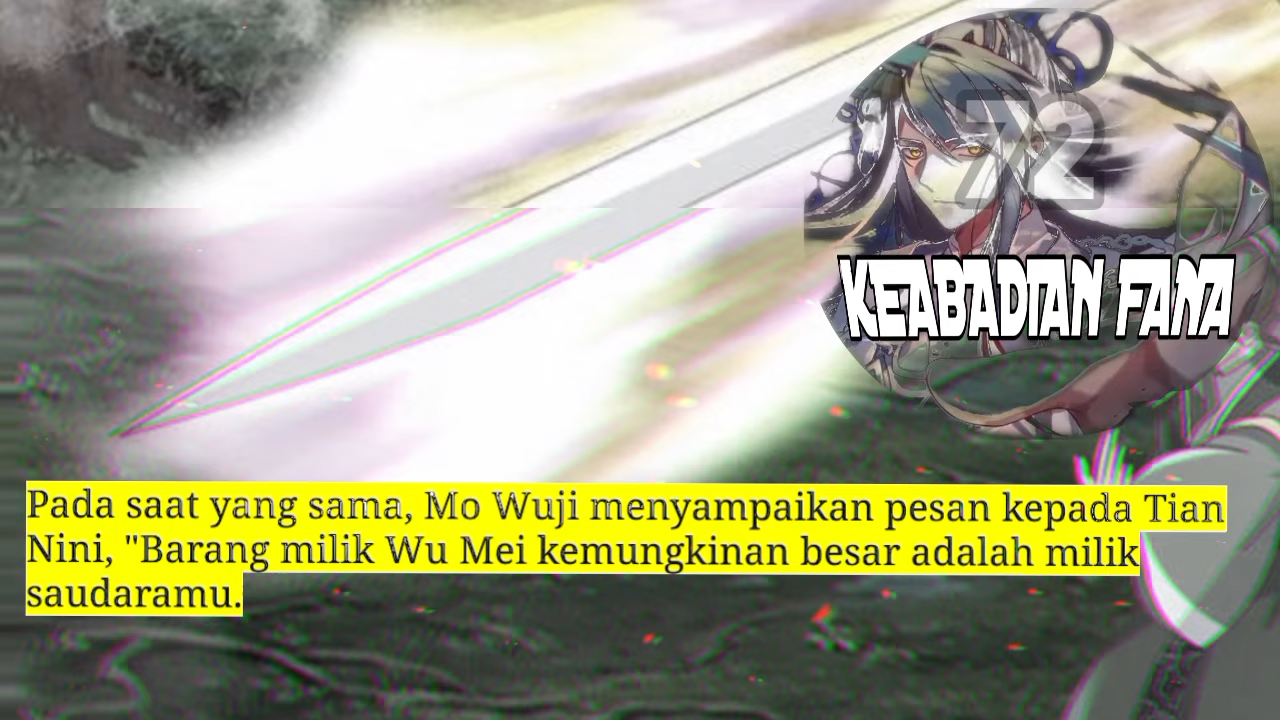 72
KEABADIAN FANA
Pada saat yang sama, Mo Wuji menyampaikan pesan kepada Tian
Nini, "Barang milik Wu Mei kemungkinan besar adalah milik
saudaramu.